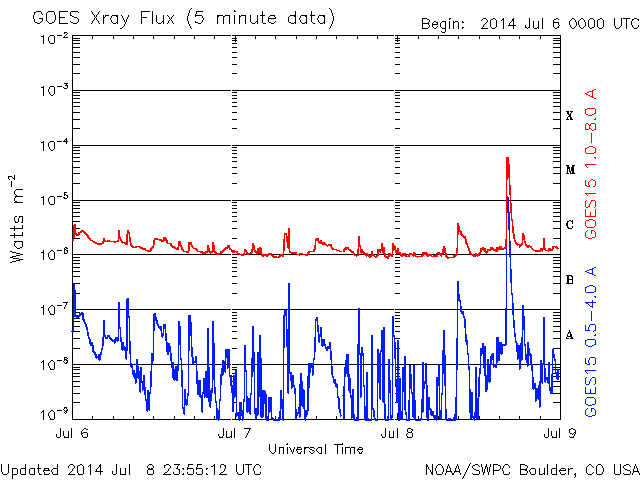 GOES Xray Flux (5 minute data)
Begin: 2014 Jul 6 0000 UTC
10⁻²
10⁻³
10⁻⁴
10⁻⁵
10⁻⁶
10⁻⁷
10⁻⁸
10⁻⁹
Watts m⁻²
X
M
C
B
A
GOES15 1.0-8.0 A
GOES15 0.5-4.0 A
Jul 6
Jul 7
Jul 8
Jul 9
Universal Time
Updated 2014 Jul 8 23:55:12 UTC
NOAA/SWPC Boulder, CO USA